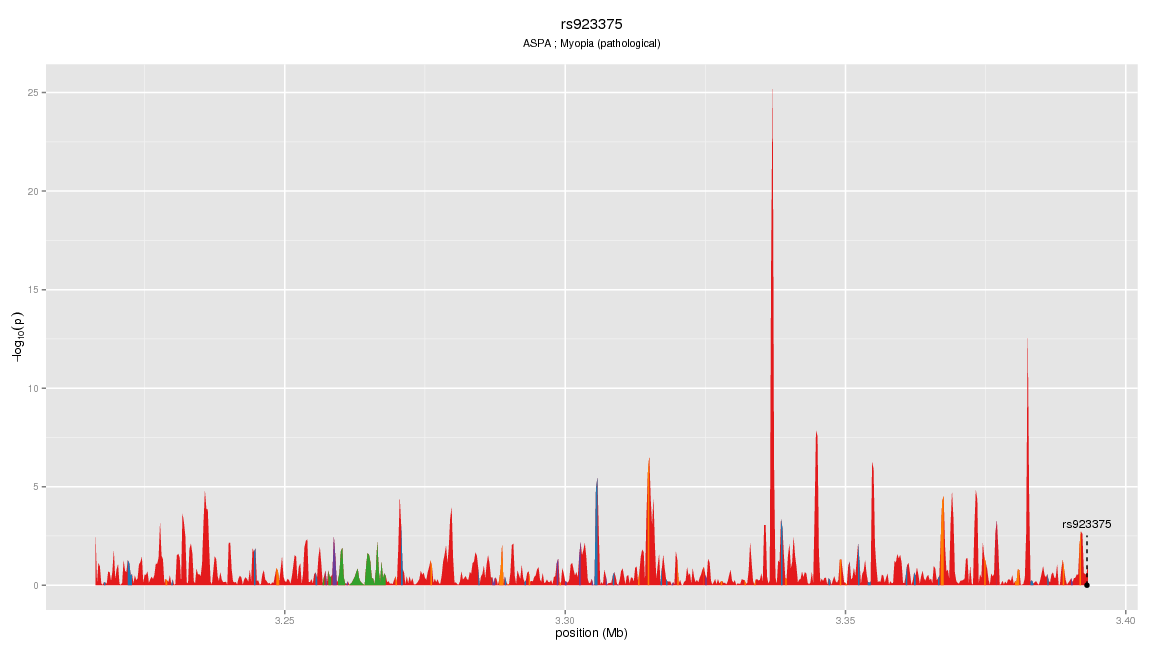 rs923375
ASPA ; Myopia (pathological)
25
20
15
10
5
0
−log10(p)
rs923375
3.25
3.30
3.35
3.40
position (Mb)